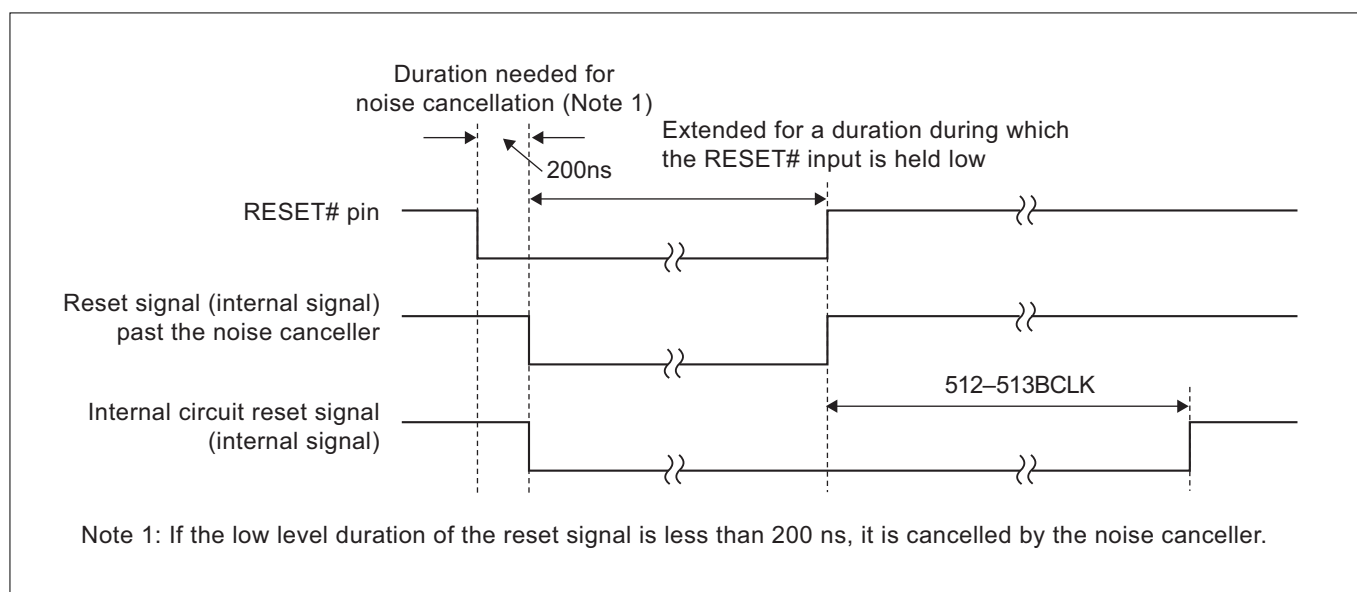 Duration needed for
noise cancellation (Note 1)
Extended for a duration during which
the RESET# input is held low
200ns
RESET# pin
Reset signal (internal signal)
past the noise canceller
512–513BCLK
Internal circuit reset signal
(internal signal)
Note 1: If the low level duration of the reset signal is less than 200 ns, it is cancelled by the noise canceller.